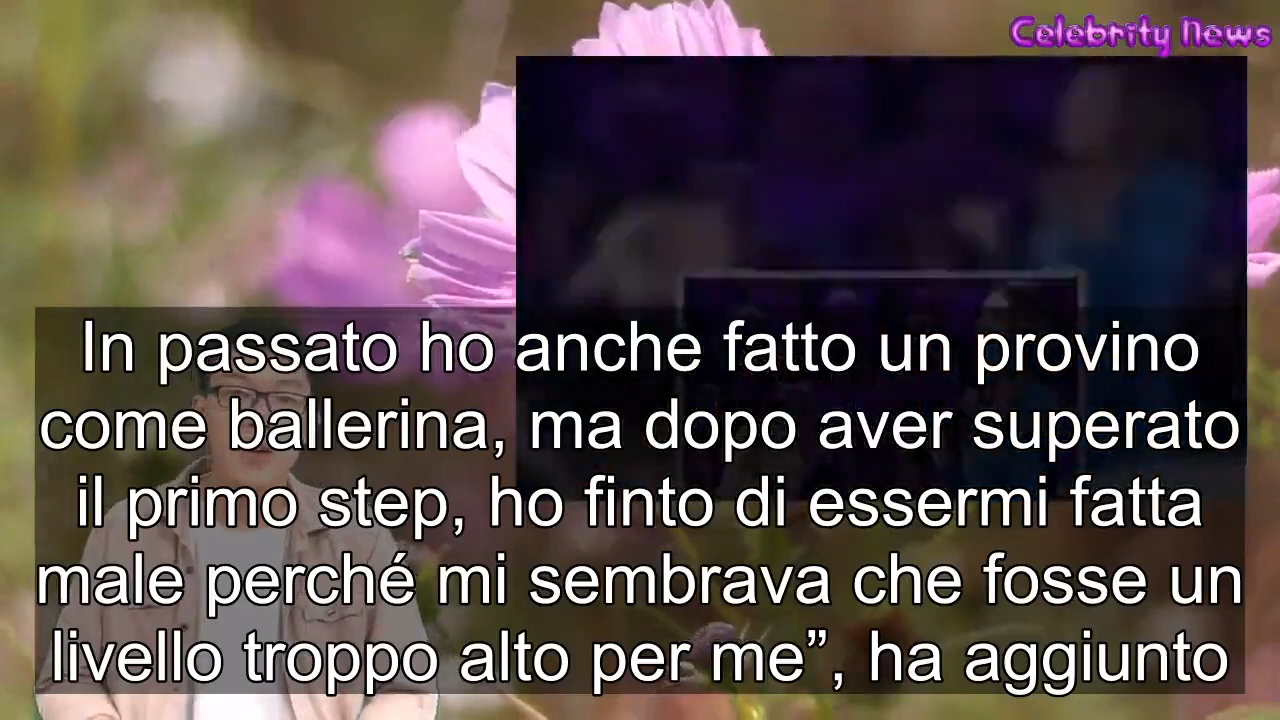 Celebrity News
In passato ho anche fatto un provino
come ballerina, ma dopo aver superato
il primo step, ho finto di essermi fatta
male perché mi sembrava che fosse un
livello troppo alto per me”, ha aggiunto